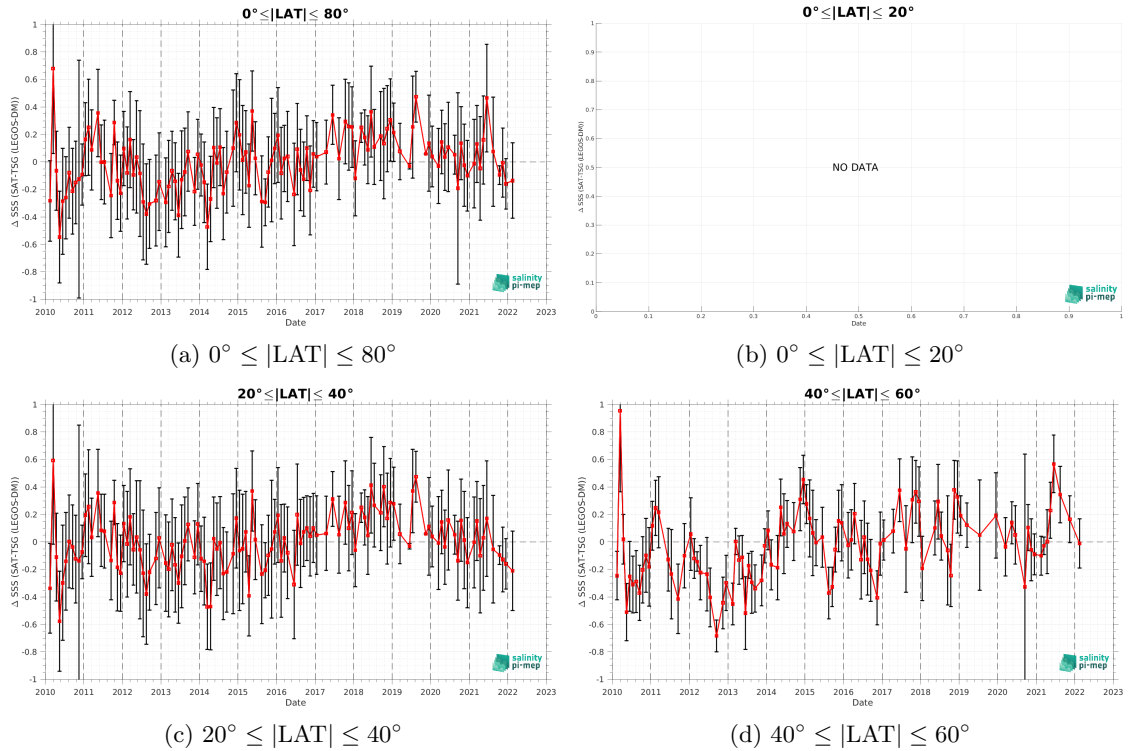 0°≤|LAT|≤ 80°
Δ SSS (SAT-TSG (LEGOS-DM))
1
0.8
0.6
0.4
0.2
0
-0.2
-0.4
-0.6
-0.8
-1
2010 2011 2012 2013 2014 2015 2016 2017 2018 2019 2020 2021 2022 2023
Date
salinity
pi-mep
(a) 0° ≤ |LAT| ≤ 80°
0°≤|LAT|≤ 20°
Δ SSS (SAT-TSG (LEGOS-DM))
1
0.9
0.8
0.7
0.6
0.5
0.4
0.3
0.2
0.1
0
NO DATA
0 0.1 0.2 0.3 0.4 0.5 0.6 0.7 0.8 0.9 1
Date
salinity
pi-mep
(b) 0° ≤ |LAT| ≤ 20°
20°≤|LAT|≤ 40°
Δ SSS (SAT-TSG (LEGOS-DM))
1
0.8
0.6
0.4
0.2
0
-0.2
-0.4
-0.6
-0.8
-1
2010 2011 2012 2013 2014 2015 2016 2017 2018 2019 2020 2021 2022 2023
Date
salinity
pi-mep
(c) 20° ≤ |LAT| ≤ 40°
40°≤|LAT|≤ 60°
Δ SSS (SAT-TSG (LEGOS-DM))
1
0.8
0.6
0.4
0.2
0
-0.2
-0.4
-0.6
-0.8
-1
2010 2011 2012 2013 2014 2015 2016 2017 2018 2019 2020 2021 2022 2023
Date
salinity
pi-mep
(d) 40° ≤ |LAT| ≤ 60°